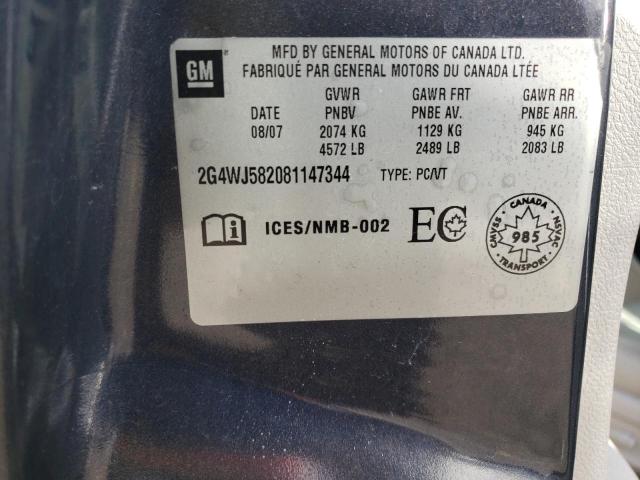 GM
MFD BY GENERAL MOTORS OF CANADA LTD.
FABRIQUÉ PAR GENERAL MOTORS DU CANADA LTÉE
GVWR GAWR FRT GAWR RR
DATE PNBV PNBE AV. PNBE ARR.
08/07 2074 KG 1129 KG 945 KG
4572 LB 2489 LB 2083 LB
2G4WJ582081147344 TYPE: PC/VT
ICES/NMB-002 EC
CANADA
CMVSS 985 NSVAC
TRANSPORT